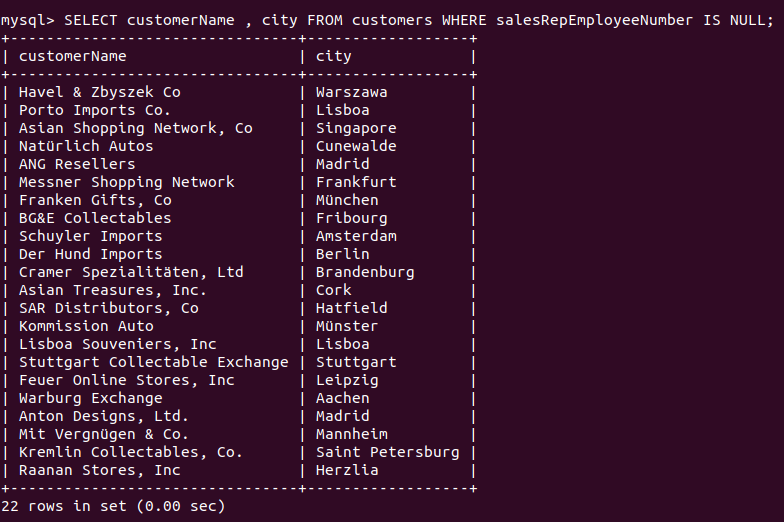 mysql> SELECT customerName , city FROM customers WHERE salesRepEmployeeNumber IS NULL;
+--------------------------------+------------------+
| customerName                   | city             |
+--------------------------------+------------------+
| Havel & Zbyszek Co             | Warszawa         |
| Porto Imports Co.              | Lisboa           |
| Asian Shopping Network, Co     | Singapore        |
| Natürlich Autos                | Cunewalde        |
| ANG Resellers                  | Madrid           |
| Messner Shopping Network       | Frankfurt        |
| Franken Gifts, Co              | München          |
| BG&E Collectables              | Fribourg         |
| Schuyler Imports               | Amsterdam        |
| Der Hund Imports               | Berlin           |
| Cramer Spezialitäten, Ltd      | Brandenburg      |
| Asian Treasures, Inc.          | Cork             |
| SAR Distributors, Co           | Hatfield         |
| Kommission Auto                | Münster          |
| Lisboa Souveniers, Inc         | Lisboa           |
| Stuttgart Collectable Exchange | Stuttgart        |
| Feuer Online Stores, Inc       | Leipzig          |
| Warburg Exchange               | Aachen           |
| Anton Designs, Ltd.            | Madrid           |
| Mit Vergnügen & Co.            | Mannheim         |
| Kremlin Collectables, Co.      | Saint Petersburg |
| Raanan Stores, Inc             | Herzlia          |
+--------------------------------+------------------+
22 rows in set (0.00 sec)